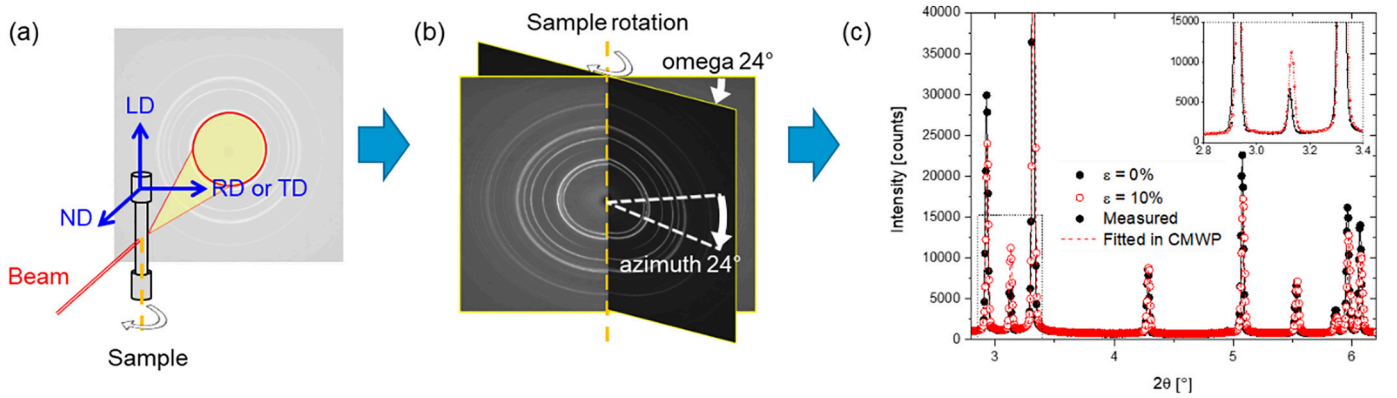 (a)
LD
RD or TD
ND
Beam
Sample
(b)
Sample rotation
omega 24°
azimuth 24°
(c)
Intensity [counts]
40000
35000
30000
25000
20000
15000
10000
5000
0
3
4
5
6
2θ [°]
15000
10000
5000
0
2.8
3.0
3.2
3.4
ε = 0%
ε = 10%
Measured
Fitted in CMWP